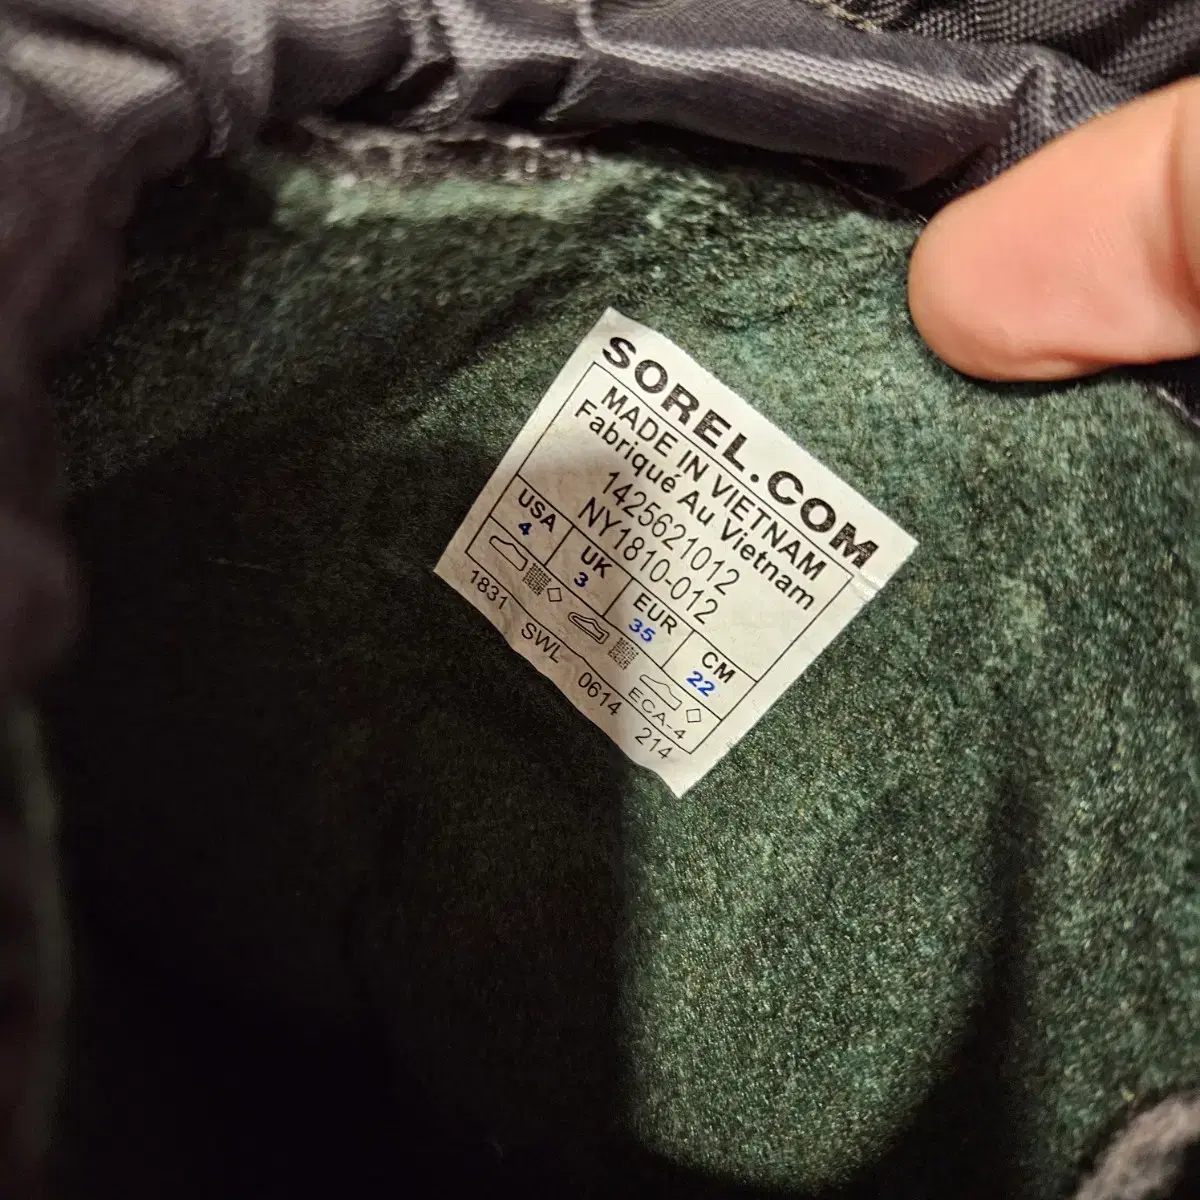 SOREL.COM
MADE IN VIETNAM
Fabriqué Au Vietnam
1425621012
NY1810-012
USA UK EUR CM
4 3 35 22
ECA-4
1831 SWL 0614 214